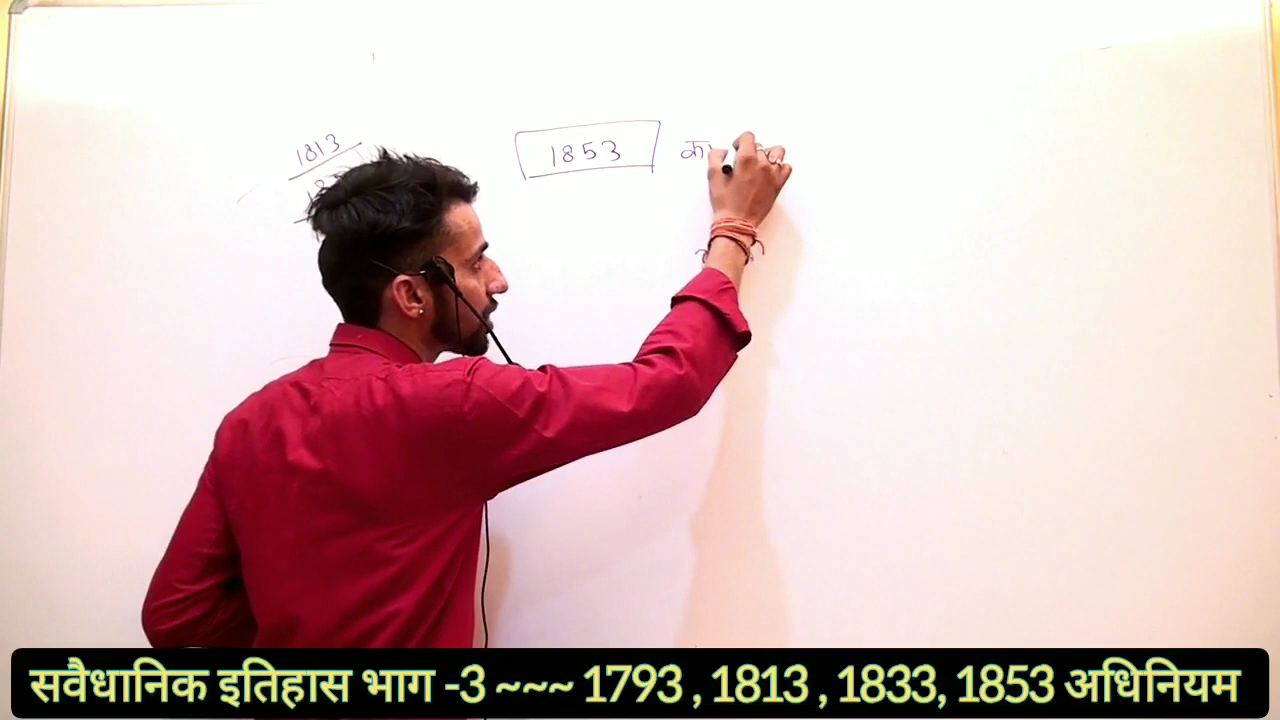 1813
1853 का
सवैधानिक इतिहास भाग -3 ~~~ 1793 , 1813 , 1833, 1853 अधिनियम